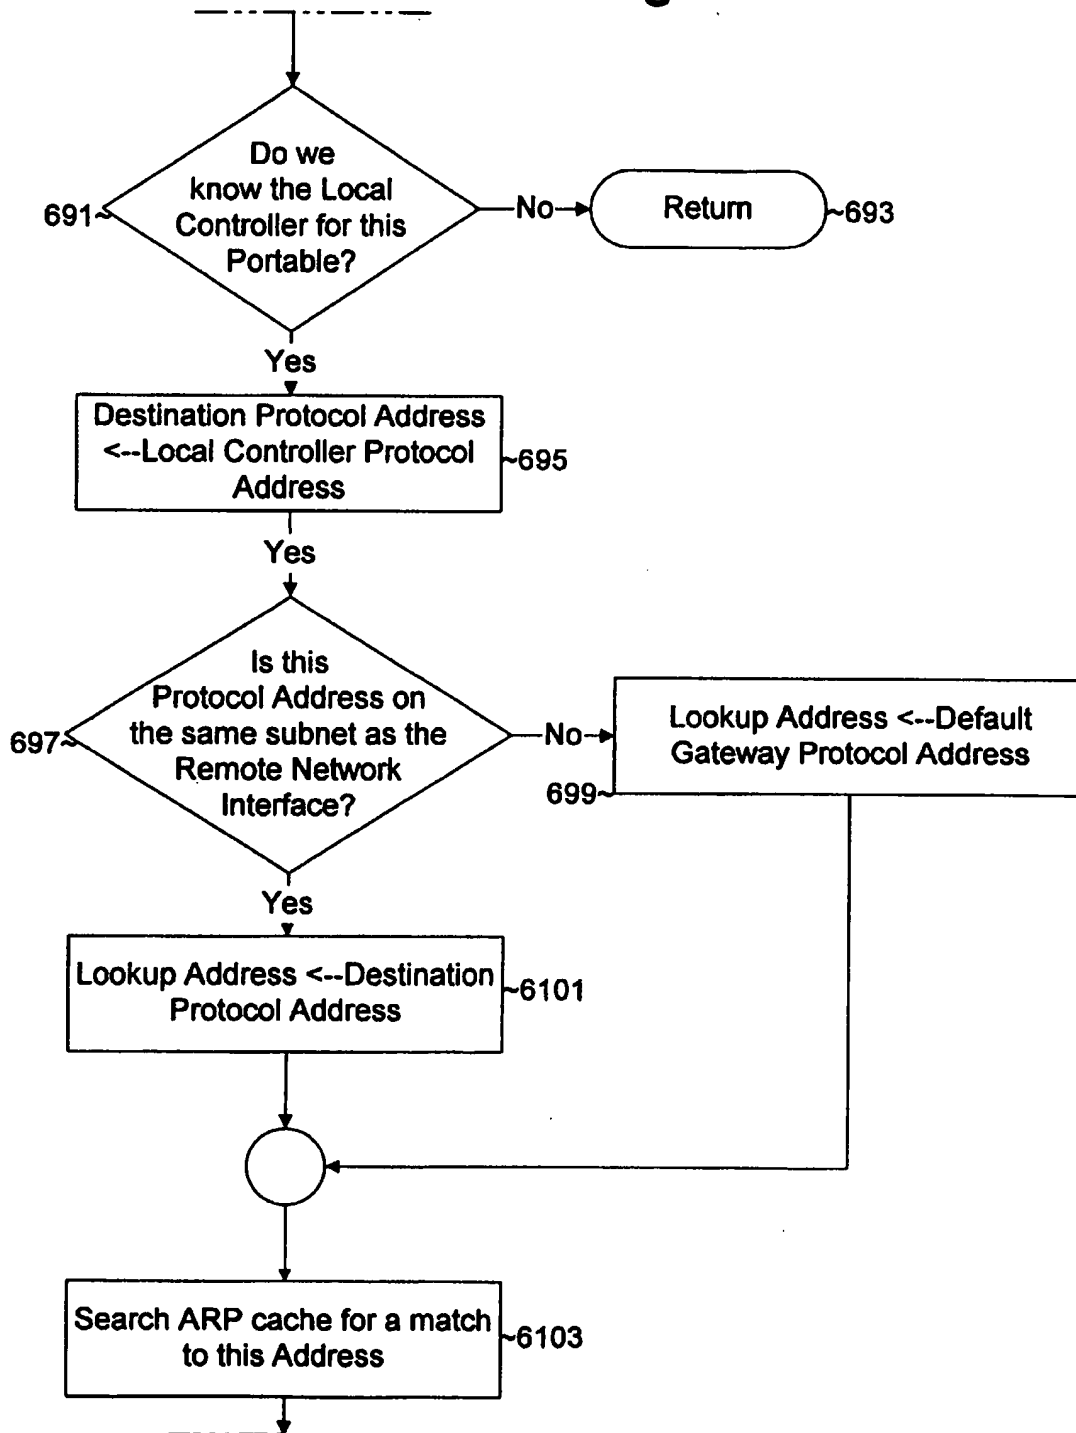 Do we
know the Local
Controller for this
Portable?
691~
No
Return
~693
Yes
Destination Protocol Address
<--Local Controller Protocol
Address
~695
Yes
Is this
Protocol Address on
the same subnet as the
Remote Network
Interface?
697~
No
Lookup Address <--Default
Gateway Protocol Address
699~
Yes
Lookup Address <--Destination
Protocol Address
~6101
Search ARP cache for a match
to this Address
~6103